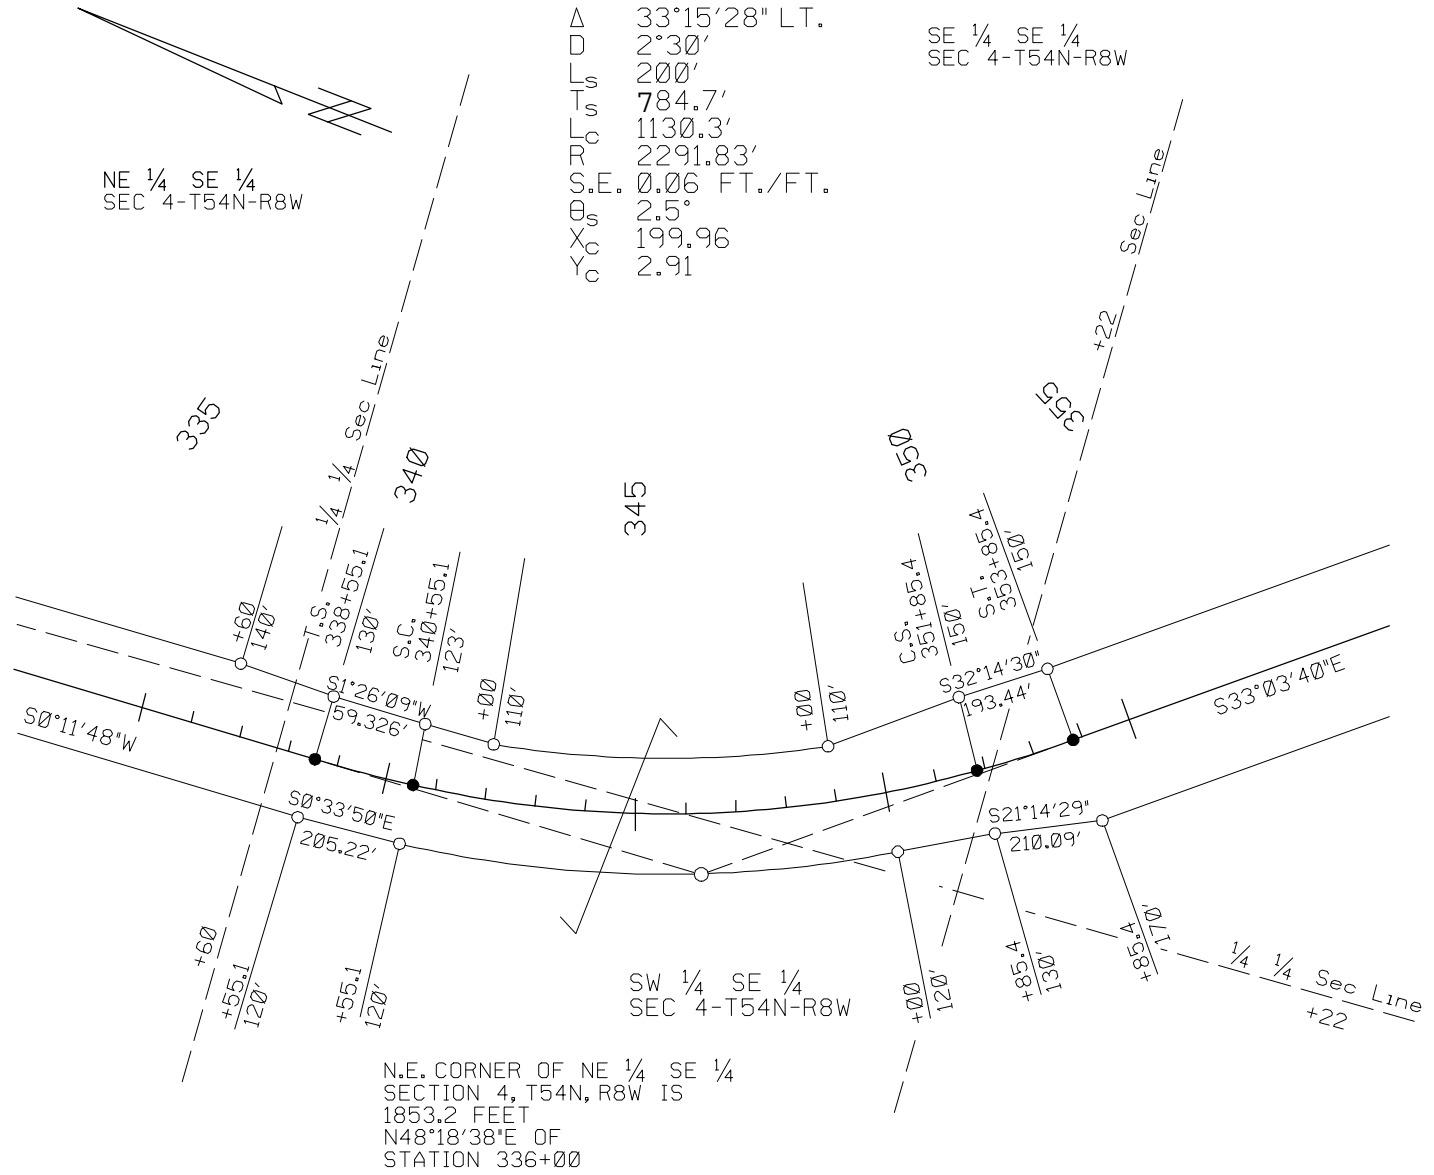 Δ 33°15'28" LT.
D 2°30'
Ls 200'
Ts 784.7'
Lc 1130.3'
R 2291.83'
S.E. 0.06 FT./FT.
θs 2.5°
Xc 199.96
Yc 2.91
SE ¼ SE ¼
SEC 4-T54N-R8W
NE ¼ SE ¼
SEC 4-T54N-R8W
335
¼ ¼ Sec Line
340
345
350
355
Sec Line
+22
+60
140'
T.S.
338+55.1
130'
S.C.
340+55.1
123'
+00
110'
+00
110'
C.S.
351+85.4
150'
S.T.
353+85.4
150'
S1°26'09"W
59.326'
S32°14'30"
193.44'
S0°11'48"W
S33°03'40"E
S0°33'50"E
205.22'
S21°14'29"
210.09'
+60
+55.1
120'
+55.1
120'
+00
120'
+85.4
130'
+85.4
170'
¼ ¼ Sec Line
+22
SW ¼ SE ¼
SEC 4-T54N-R8W
N.E. CORNER OF NE ¼ SE ¼
SECTION 4, T54N, R8W IS
1853.2 FEET
N48°18'38"E OF
STATION 336+00